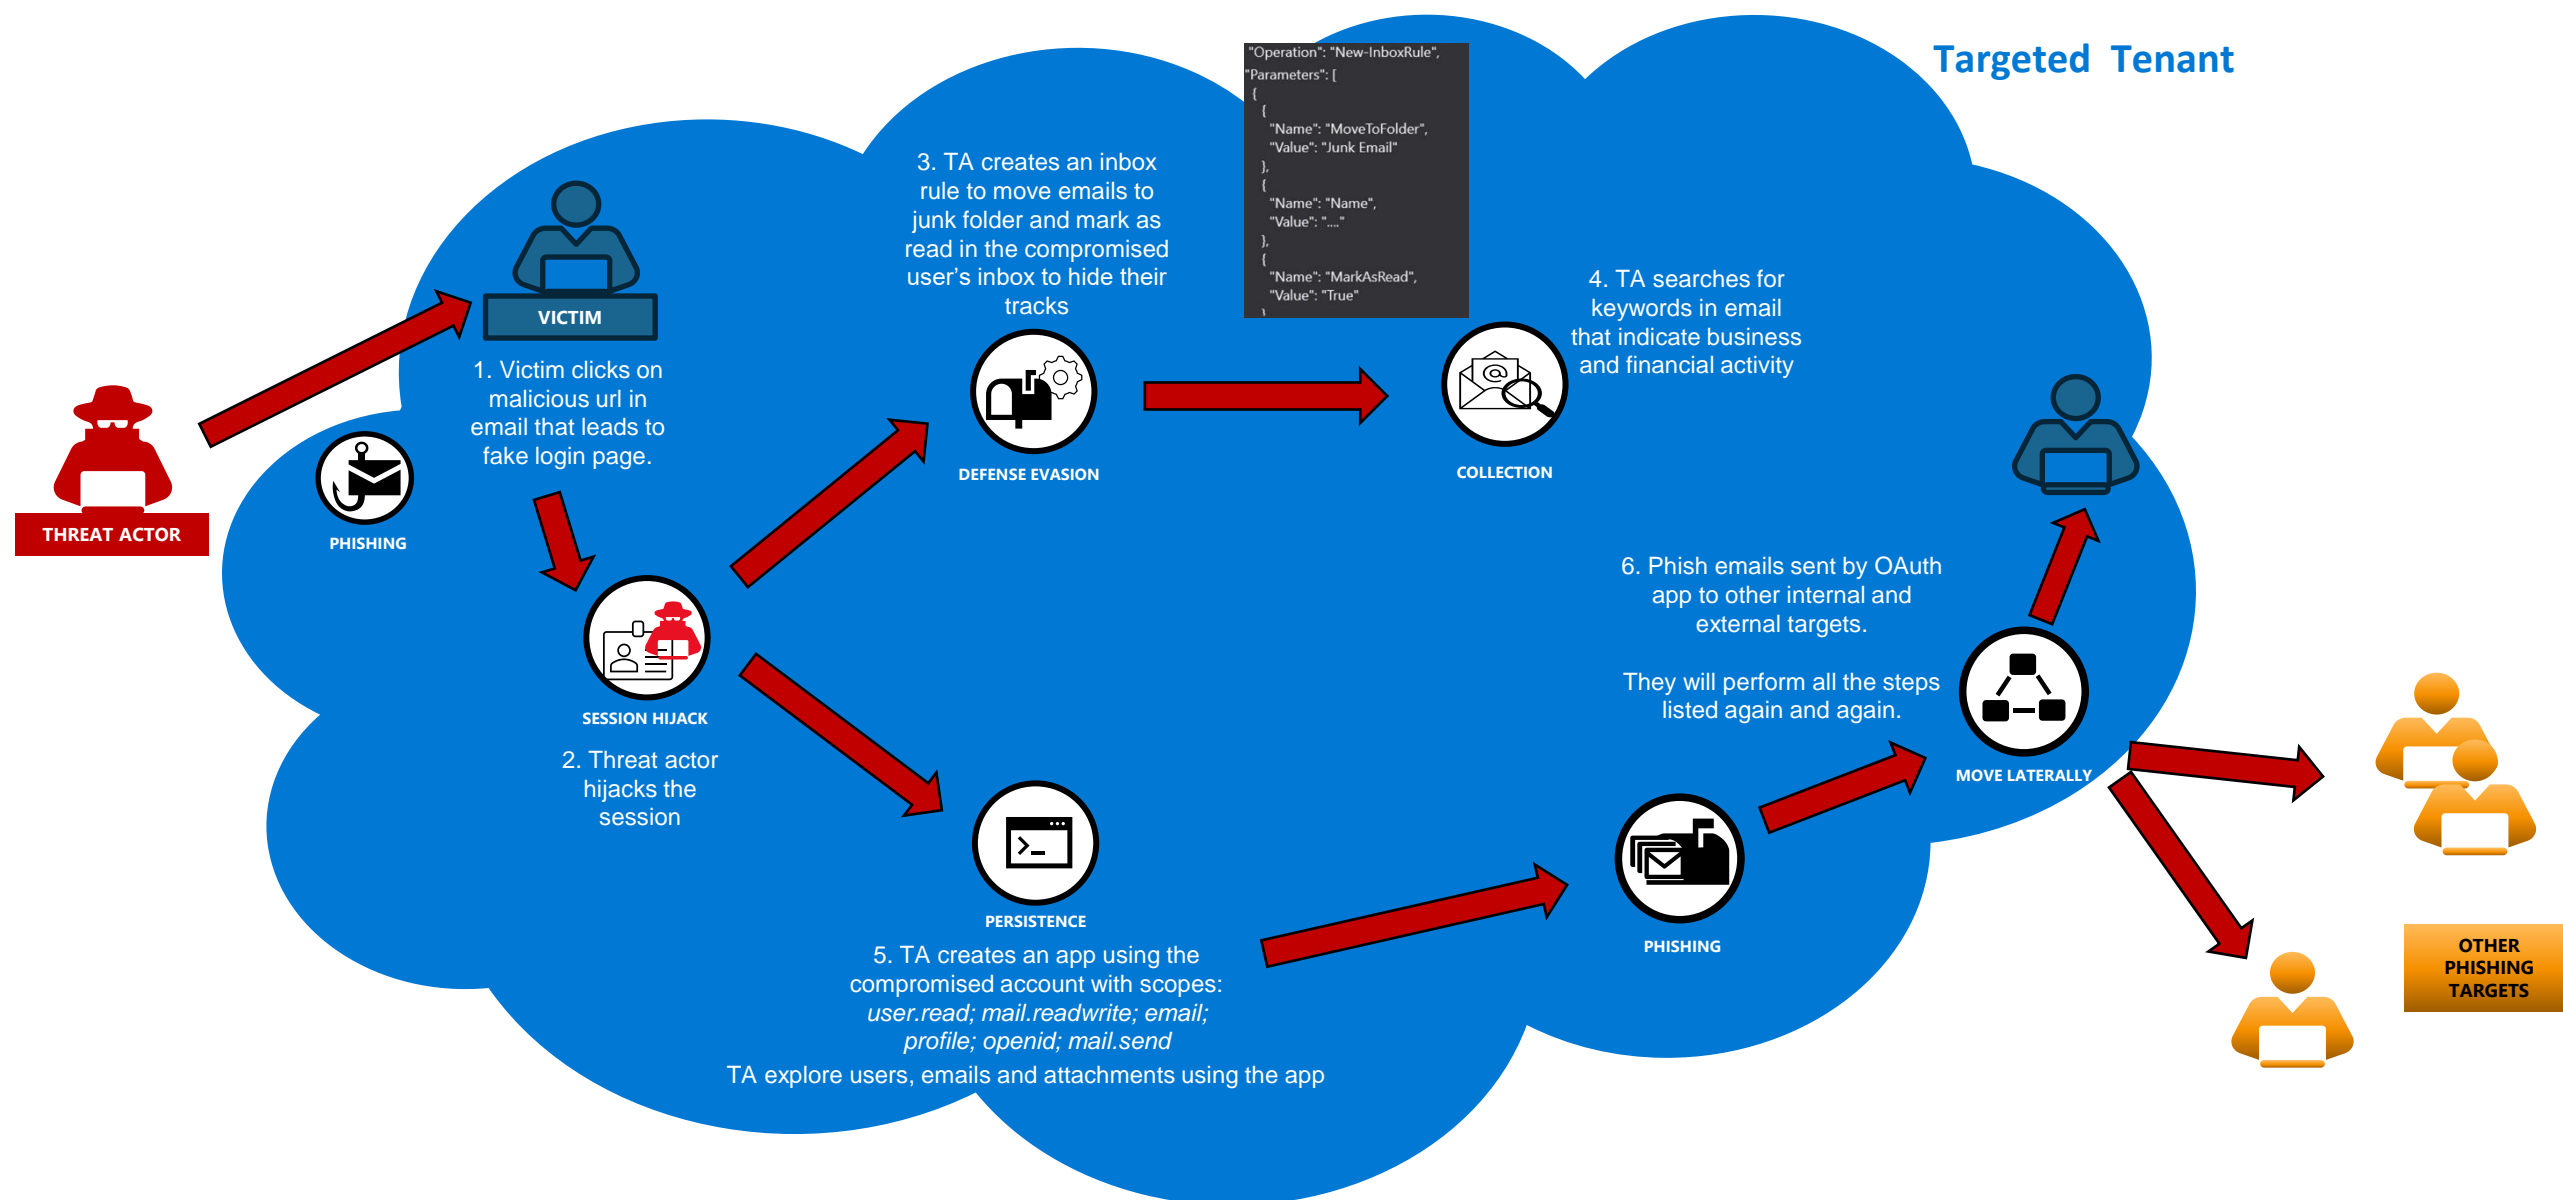 Targeted  Tenant
"Operation": "New-InboxRule",
"Parameters": [
{
{
"Name": "MoveToFolder",
"Value": "Junk Email"
},
{
"Name": "Name",
"Value": "...."
},
{
"Name": "MarkAsRead",
"Value": "True"
}
THREAT ACTOR
PHISHING
VICTIM
1. Victim clicks on
malicious url in
email that leads to
fake login page.
SESSION HIJACK
2. Threat actor
hijacks the
session
3. TA creates an inbox
rule to move emails to
junk folder and mark as
read in the compromised
user’s inbox to hide their
tracks
DEFENSE EVASION
4. TA searches for
keywords in email
that indicate business
and financial activity
COLLECTION
PERSISTENCE
5. TA creates an app using the
compromised account with scopes:
user.read; mail.readwrite; email;
profile; openid; mail.send
TA explore users, emails and attachments using the app
PHISHING
6. Phish emails sent by OAuth
app to other internal and
external targets.
They will perform all the steps
listed again and again.
MOVE LATERALLY
OTHER
PHISHING
TARGETS